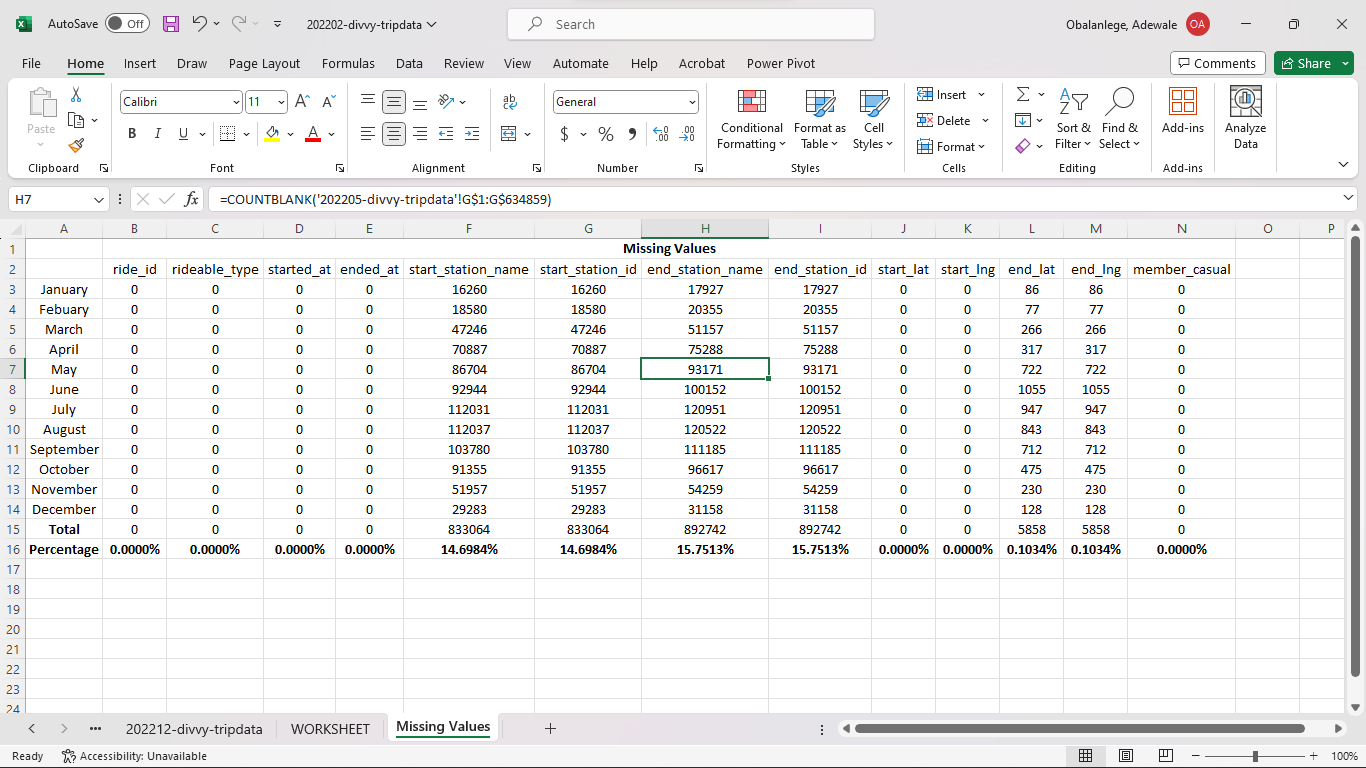 AutoSave Off 202202-divvy-tripdata Search Obalanlege, Adewale OA
File Home Insert Draw Page Layout Formulas Data Review View Automate Help Acrobat Power Pivot Comments Share
Paste Calibri 11 A A ab General Conditional Formatting Format as Table Cell Styles Insert Delete Format Sort & Filter Find & Select Add-ins Analyze Data
B I U A $ % 9 .00 .00
Clipboard Font Alignment Number Styles Cells Editing Add-ins
H7 fx =COUNTBLANK('202205-divvy-tripdata'!G$1:G$634859)
A B C D E F G H I J K L M N O P
1 Missing Values
2 ride_id rideable_type started_at ended_at start_station_name start_station_id end_station_name end_station_id start_lat start_lng end_lat end_lng member_casual
3 January 0 0 0 0 16260 16260 17927 17927 0 0 86 86 0
4 Febuary 0 0 0 0 18580 18580 20355 20355 0 0 77 77 0
5 March 0 0 0 0 47246 47246 51157 51157 0 0 266 266 0
6 April 0 0 0 0 70887 70887 75288 75288 0 0 317 317 0
7 May 0 0 0 0 86704 86704 93171 93171 0 0 722 722 0
8 June 0 0 0 0 92944 92944 100152 100152 0 0 1055 1055 0
9 July 0 0 0 0 112031 112031 120951 120951 0 0 947 947 0
10 August 0 0 0 0 112037 112037 120522 120522 0 0 843 843 0
11 September 0 0 0 0 103780 103780 111185 111185 0 0 712 712 0
12 October 0 0 0 0 91355 91355 96617 96617 0 0 475 475 0
13 November 0 0 0 0 51957 51957 54259 54259 0 0 230 230 0
14 December 0 0 0 0 29283 29283 31158 31158 0 0 128 128 0
15 Total 0 0 0 0 833064 833064 892742 892742 0 0 5858 5858 0
16 Percentage 0.0000% 0.0000% 0.0000% 0.0000% 14.6984% 14.6984% 15.7513% 15.7513% 0.0000% 0.0000% 0.1034% 0.1034% 0.0000%
17
18
19
20
21
22
23
24
202212-divvy-tripdata WORKSHEET Missing Values
Ready Accessibility: Unavailable 100%